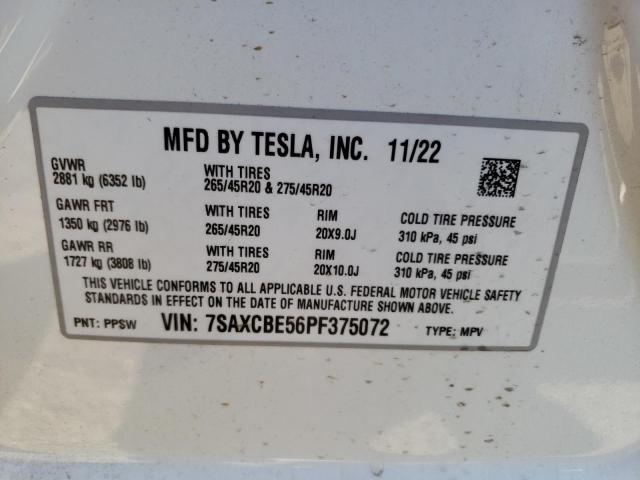 MFD BY TESLA, INC. 11/22
GVWR
2881 kg (6352 lb)
WITH TIRES
265/45R20 & 275/45R20
GAWR FRT
1350 kg (2976 lb)
WITH TIRES
265/45R20
RIM
20X9.0J
COLD TIRE PRESSURE
310 kPa, 45 psi
GAWR RR
1727 kg (3808 lb)
WITH TIRES
275/45R20
RIM
20X10.0J
COLD TIRE PRESSURE
310 kPa, 45 psi
THIS VEHICLE CONFORMS TO ALL APPLICABLE U.S. FEDERAL MOTOR VEHICLE SAFETY
STANDARDS IN EFFECT ON THE DATE OF MANUFACTURE SHOWN ABOVE.
PNT: PPSW VIN: 7SAXCBE56PF375072 TYPE: MPV